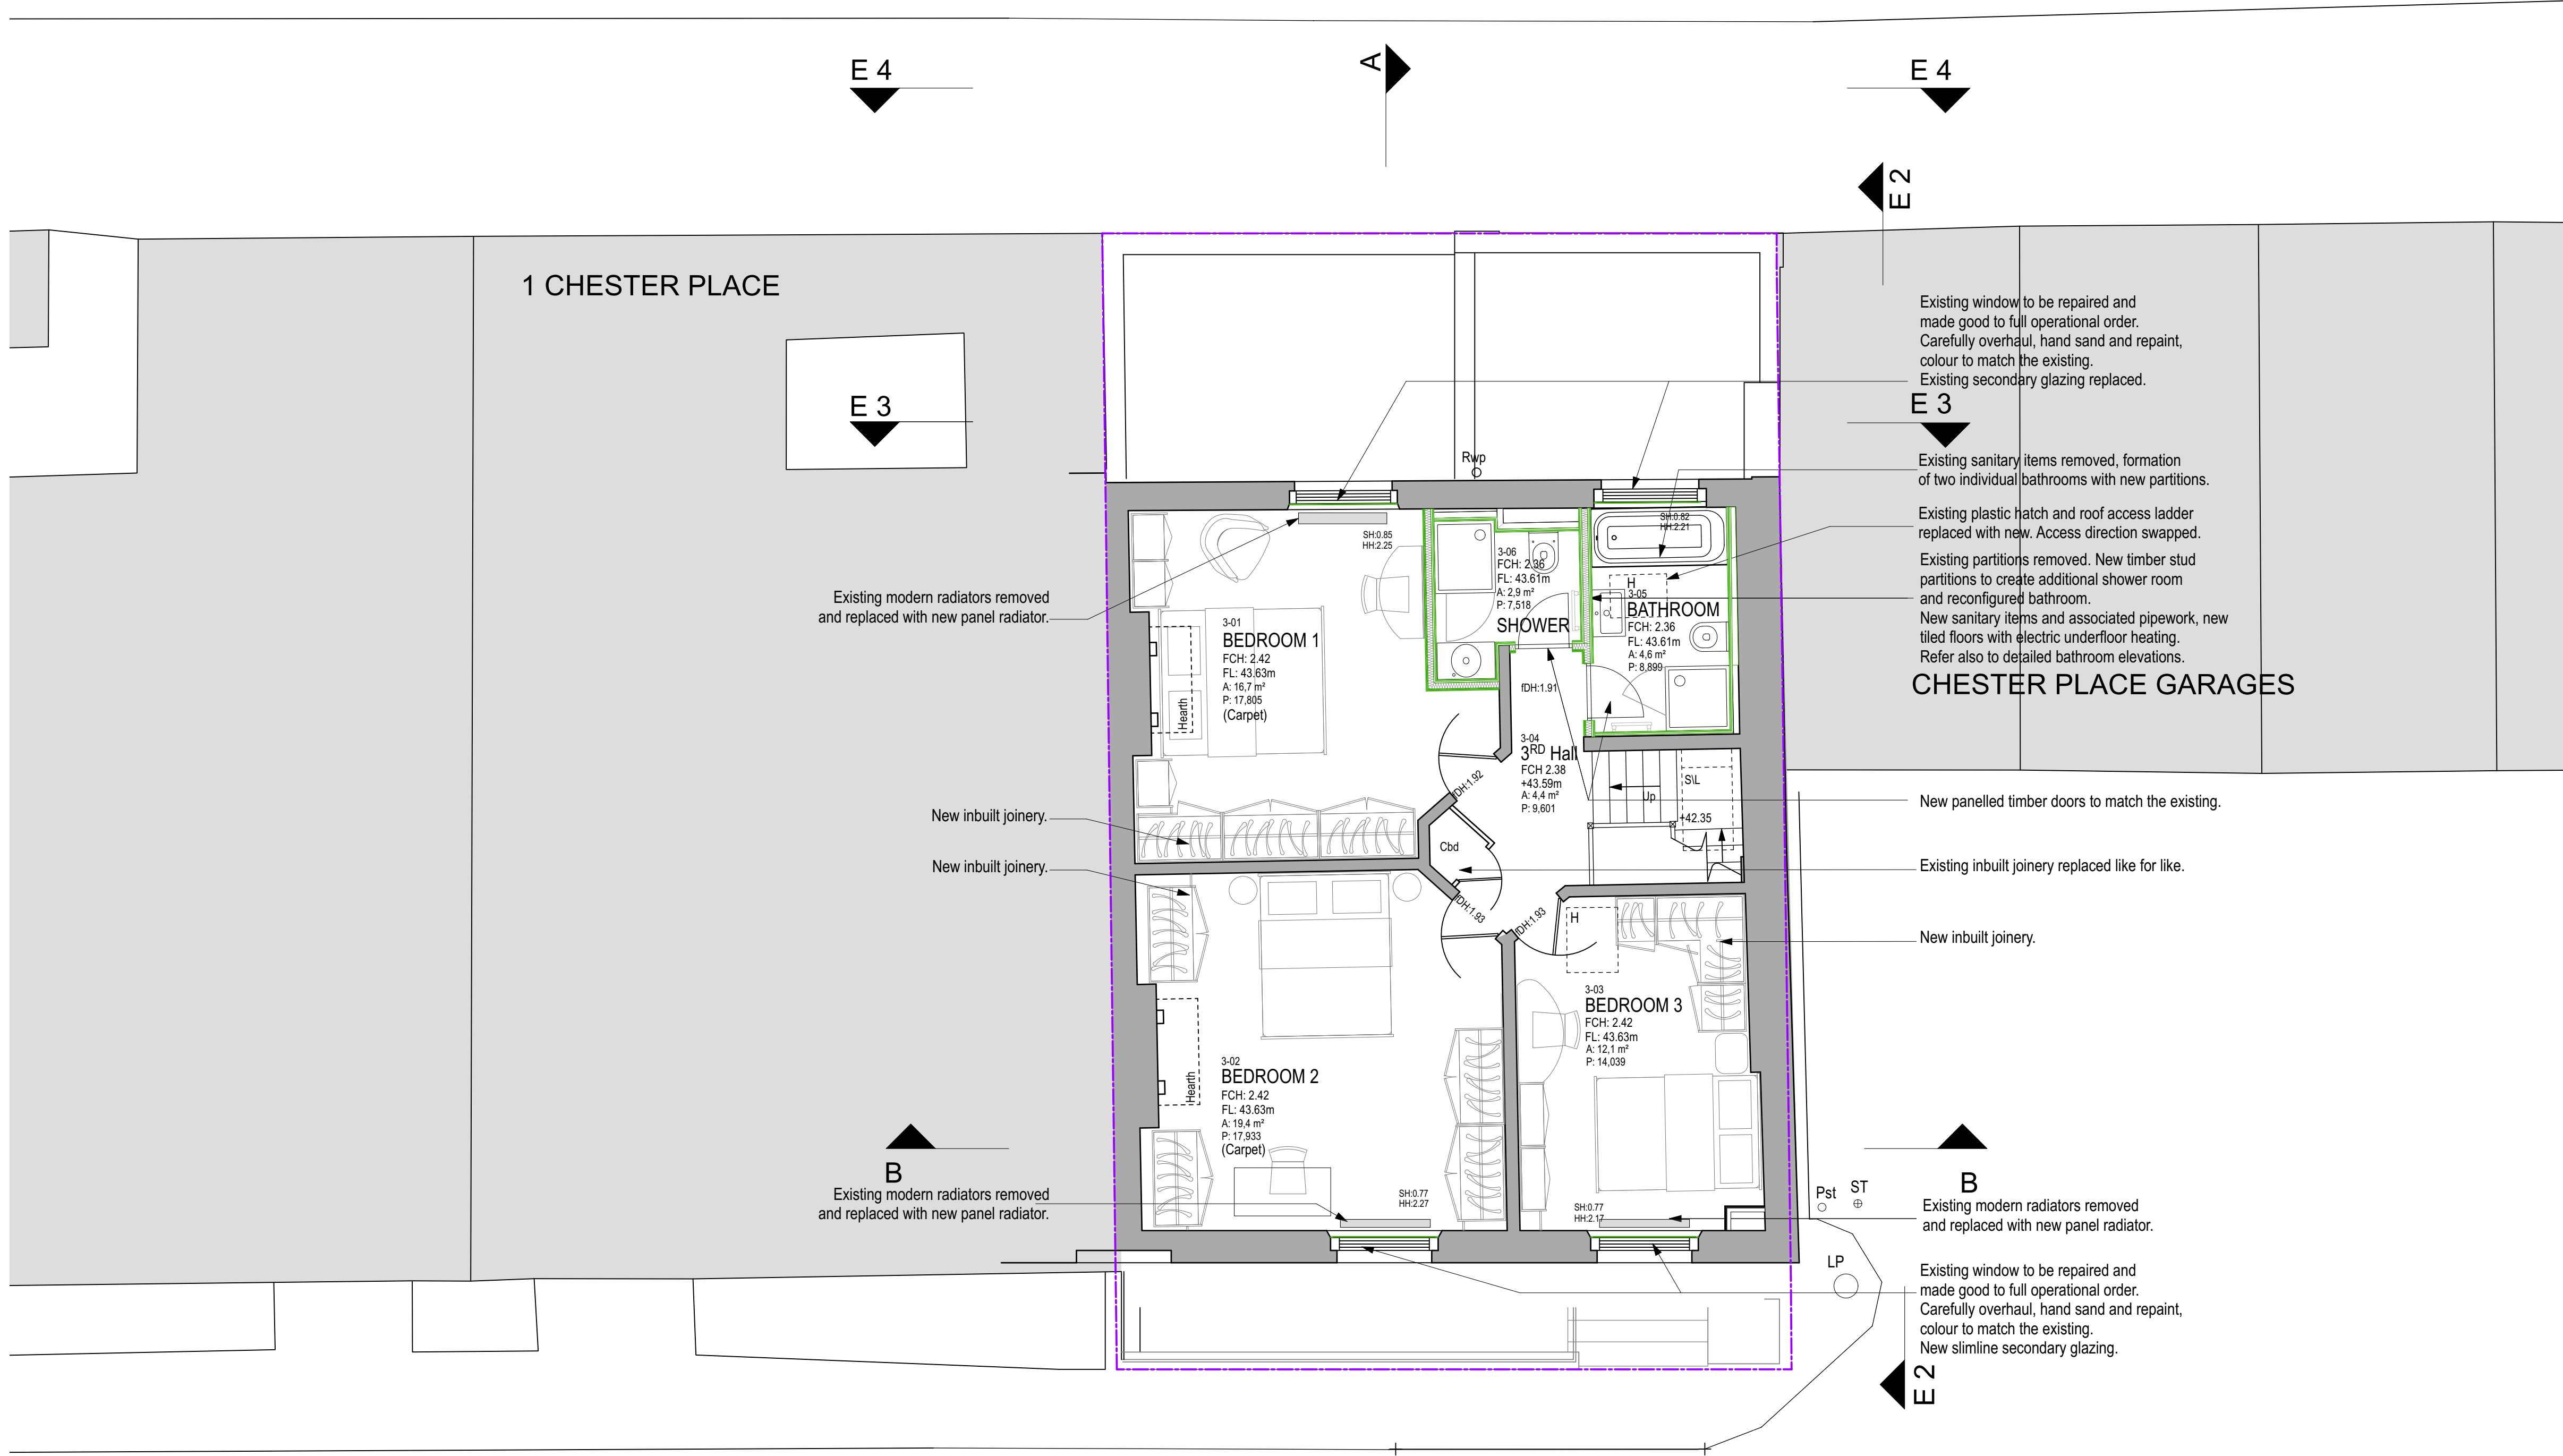 E 4
A
E 4
E 2
1 CHESTER PLACE
Existing window to be repaired and
made good to full operational order.
Carefully overhaul, hand sand and repaint,
colour to match the existing.
Existing secondary glazing replaced.
E 3
E 3
Rwp
Existing sanitary items removed, formation
of two individual bathrooms with new partitions.
Existing plastic hatch and roof access ladder
replaced with new. Access direction swapped.
Existing partitions removed. New timber stud
partitions to create additional shower room
and reconfigured bathroom.
New sanitary items and associated pipework, new
tiled floors with electric underfloor heating.
Refer also to detailed bathroom elevations.
CHESTER PLACE GARAGES
SH:0.85
HH:2.25
SH:0.82
HH:2.21
3-06
FCH: 2.36
FL: 43.61m
A: 2,9 m²
P: 7,518
SHOWER
H
3-05
BATHROOM
FCH: 2.36
FL: 43.61m
A: 4,6 m²
P: 8,899
Existing modern radiators removed
and replaced with new panel radiator.
3-01
BEDROOM 1
FCH: 2.42
FL: 43.63m
A: 16,7 m²
P: 17,805
(Carpet)
Hearth
fDH:1.91
3-04
3RD Hall
FCH 2.38
+43.59m
A: 4,4 m²
P: 9,601
fDH:1.92
S\L
Up
+42.35
New panelled timber doors to match the existing.
New inbuilt joinery.
Cbd
Existing inbuilt joinery replaced like for like.
New inbuilt joinery.
fDH:1.93
fDH:1.93
H
New inbuilt joinery.
3-03
BEDROOM 3
FCH: 2.42
FL: 43.63m
A: 12,1 m²
P: 14,039
3-02
BEDROOM 2
FCH: 2.42
FL: 43.63m
A: 19,4 m²
P: 17,933
(Carpet)
Hearth
B
B
Existing modern radiators removed
and replaced with new panel radiator.
SH:0.77
HH:2.27
SH:0.77
HH:2.17
Pst
ST
Existing modern radiators removed
and replaced with new panel radiator.
LP
Existing window to be repaired and
made good to full operational order.
Carefully overhaul, hand sand and repaint,
colour to match the existing.
New slimline secondary glazing.
E 2